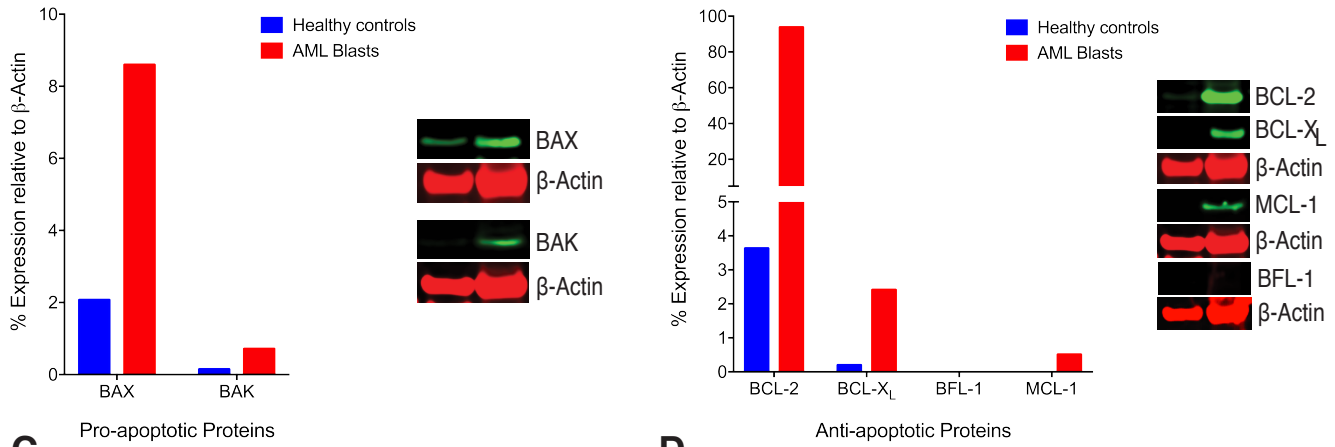 % Expression relative to β-Actin
10
8
6
4
2
0
Healthy controls
AML Blasts
BAX
β-Actin
BAK
β-Actin
BAX BAK
Pro-apoptotic Proteins
% Expression relative to β-Actin
100
80
60
40
20
5
4
3
2
1
0
Healthy controls
AML Blasts
BCL-2
BCL-XL
β-Actin
MCL-1
β-Actin
BFL-1
β-Actin
BCL-2 BCL-XL BFL-1 MCL-1
Anti-apoptotic Proteins